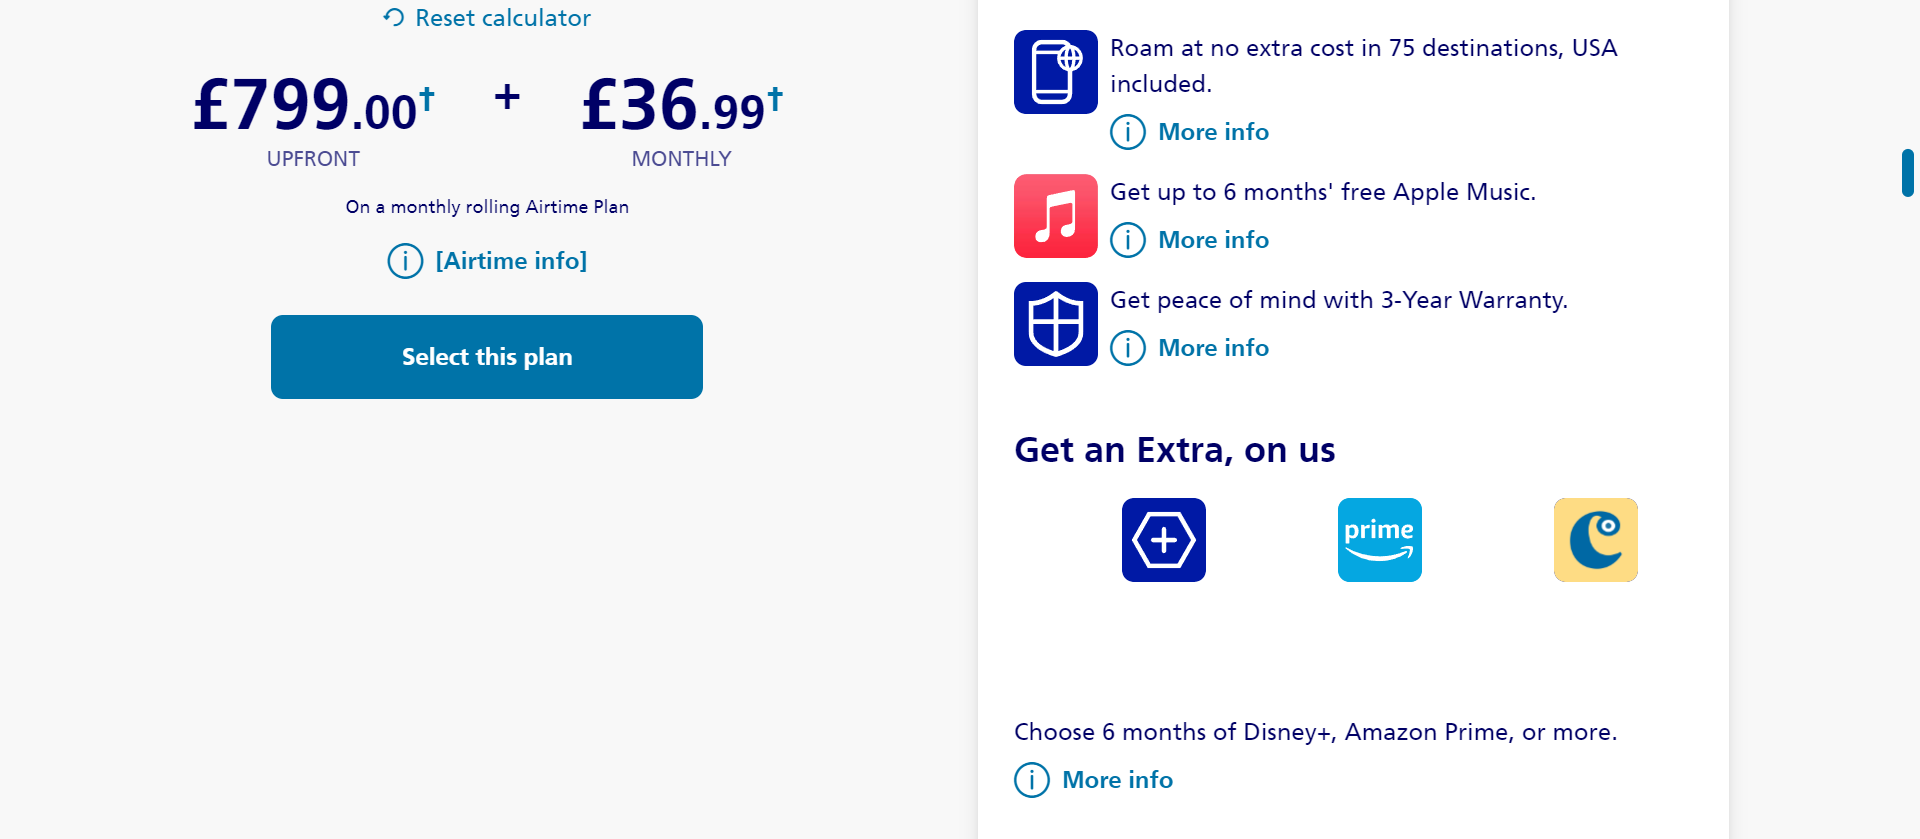 Reset calculator
£799.00†
+
£36.99†
UPFRONT
MONTHLY
On a monthly rolling Airtime Plan
[Airtime info]
Select this plan
Roam at no extra cost in 75 destinations, USA
included.
More info
Get up to 6 months' free Apple Music.
More info
Get peace of mind with 3-Year Warranty.
More info
Get an Extra, on us
prime
Choose 6 months of Disney+, Amazon Prime, or more.
More info